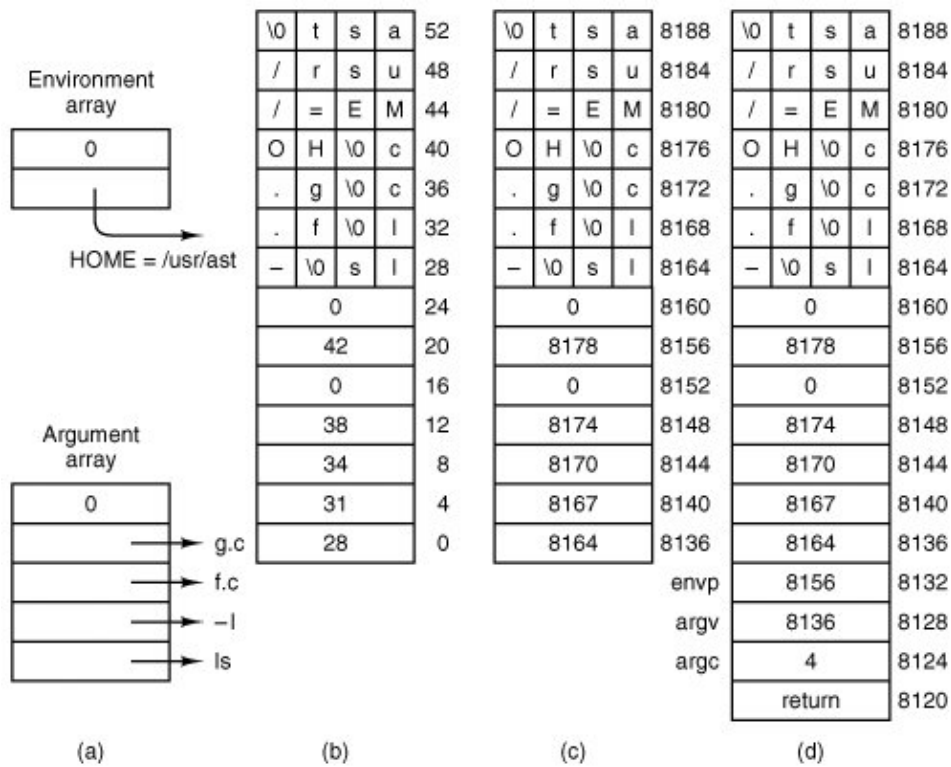 Environment
array
0
HOME = /usr/ast
Argument
array
0
g.c
f.c
–l
ls
(a)
\0 t s a 52
/ r s u 48
/ = E M 44
O H \0 c 40
. g \0 c 36
. f \0 l 32
– \0 s l 28
0 24
42 20
0 16
38 12
34 8
31 4
28 0
(b)
\0 t s a 8188
/ r s u 8184
/ = E M 8180
O H \0 c 8176
. g \0 c 8172
. f \0 l 8168
– \0 s l 8164
0 8160
8178 8156
0 8152
8174 8148
8170 8144
8167 8140
8164 8136
(c)
\0 t s a 8188
/ r s u 8184
/ = E M 8180
O H \0 c 8176
. g \0 c 8172
. f \0 l 8168
– \0 s l 8164
0 8160
8178 8156
0 8152
8174 8148
8170 8144
8167 8140
8164 8136
envp 8156 8132
argv 8136 8128
argc 4 8124
return 8120
(d)